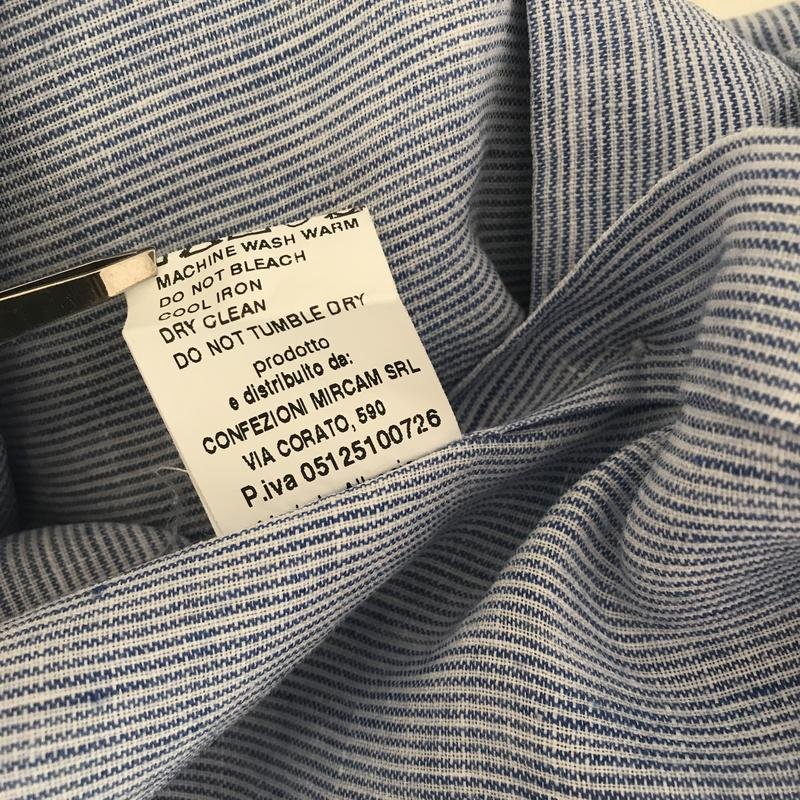 MACHINE WASH WARM
DO NOT BLEACH
COOL IRON
DRY CLEAN
DO NOT TUMBLE DRY
prodotto
e distribuito da:
CONFEZIONI MIRCAM SRL
VIA CORATO, 590
P.iva 05125100726